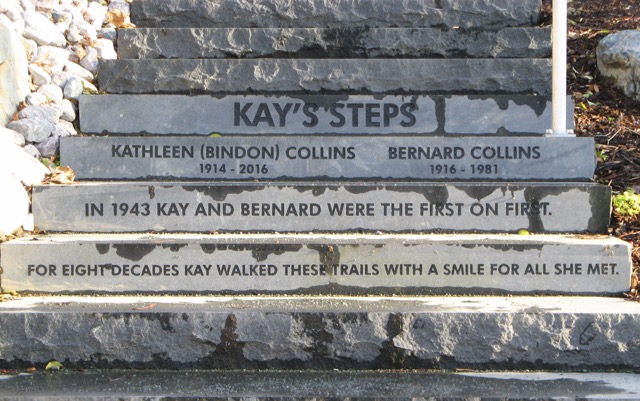 KAY'S STEPS
KATHLEEN (BINDON) COLLINS BERNARD COLLINS
1914 - 2016 1916 - 1981
IN 1943 KAY AND BERNARD WERE THE FIRST ON FIRST.
FOR EIGHT DECADES KAY WALKED THESE TRAILS WITH A SMILE FOR ALL SHE MET.